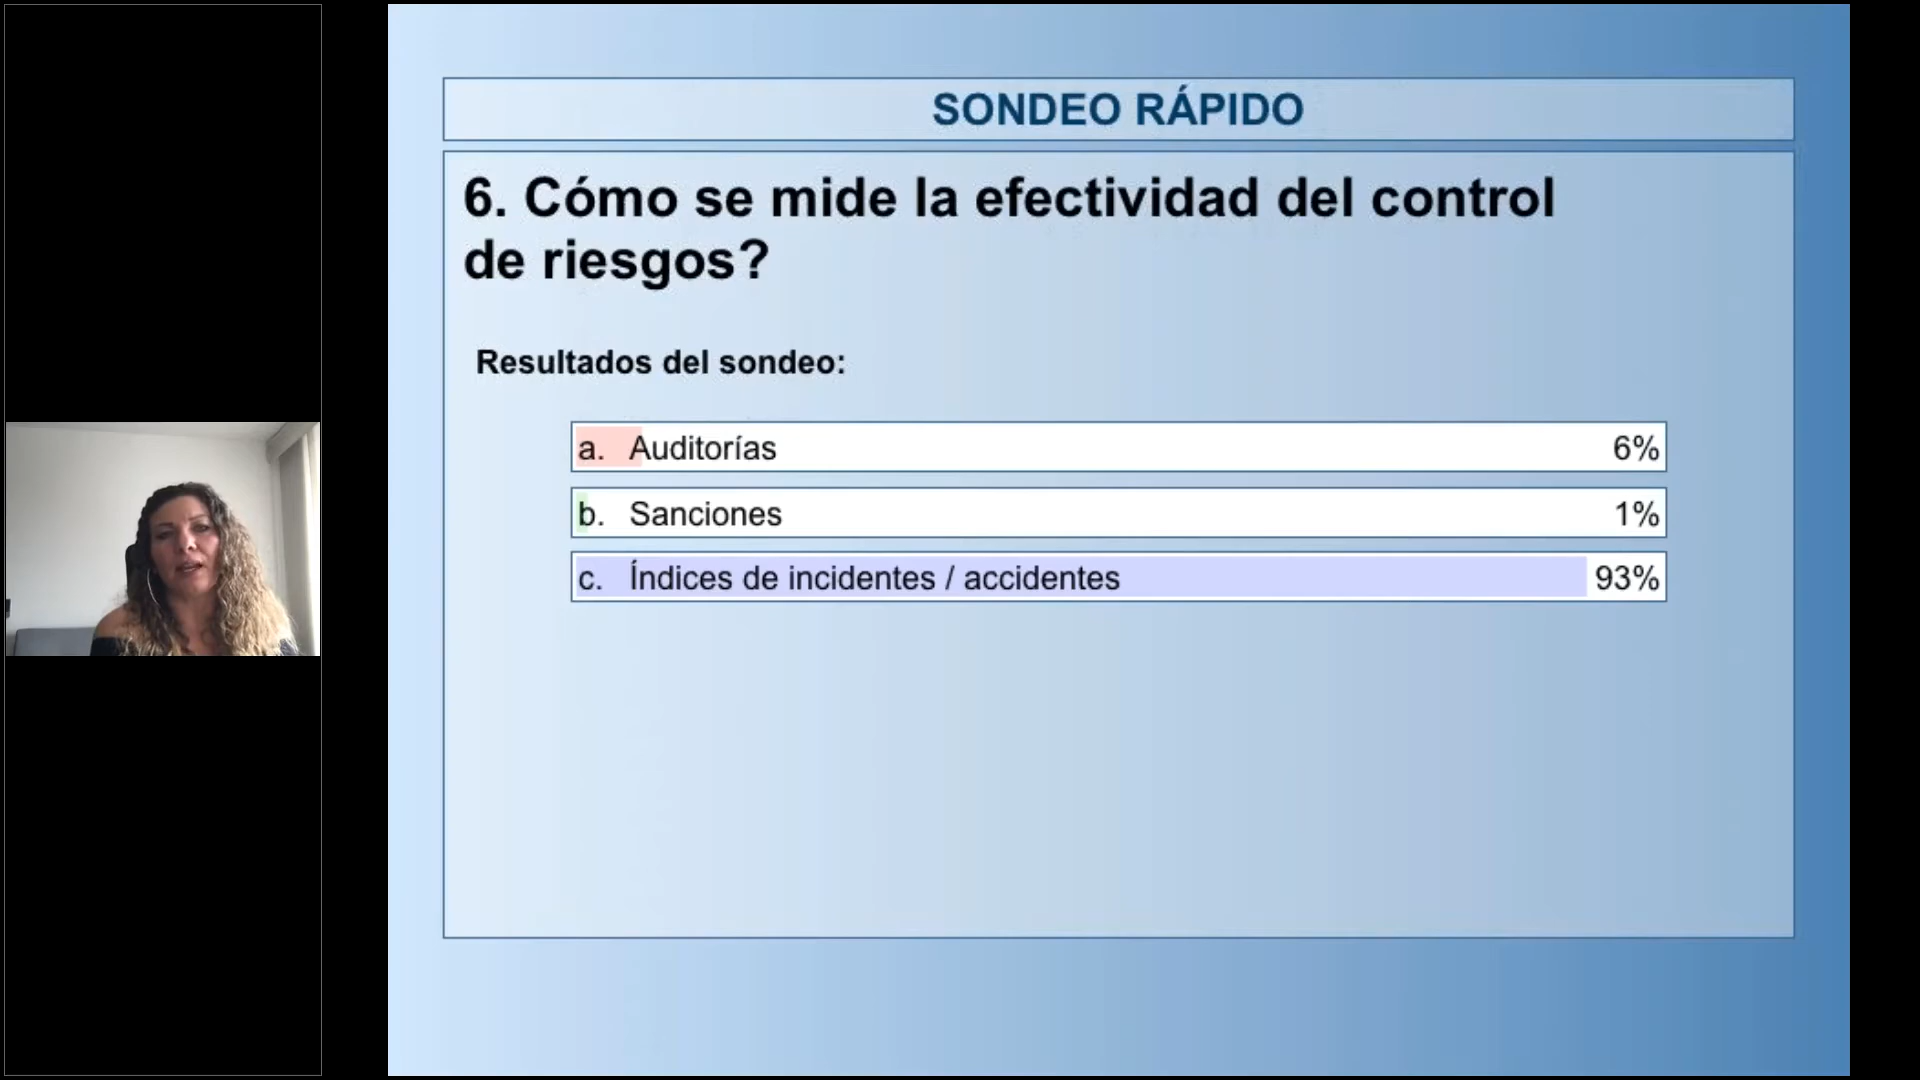 SONDEO RÁPIDO
6. Cómo se mide la efectividad del control
de riesgos?
Resultados del sondeo:
a. Auditorías 6%
b. Sanciones 1%
c. Índices de incidentes / accidentes 93%